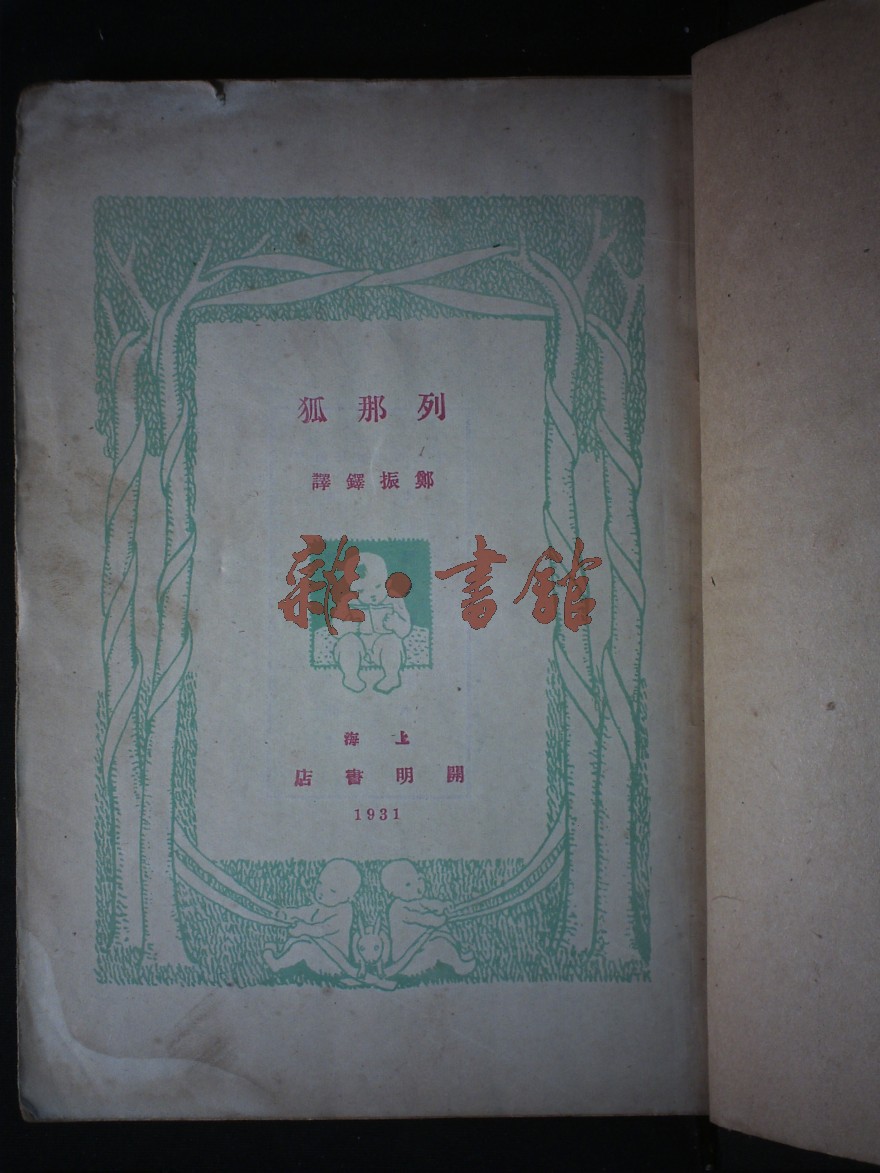 列那狐
鄭振鐸譯
雜·書館
上海
開明書店
1931